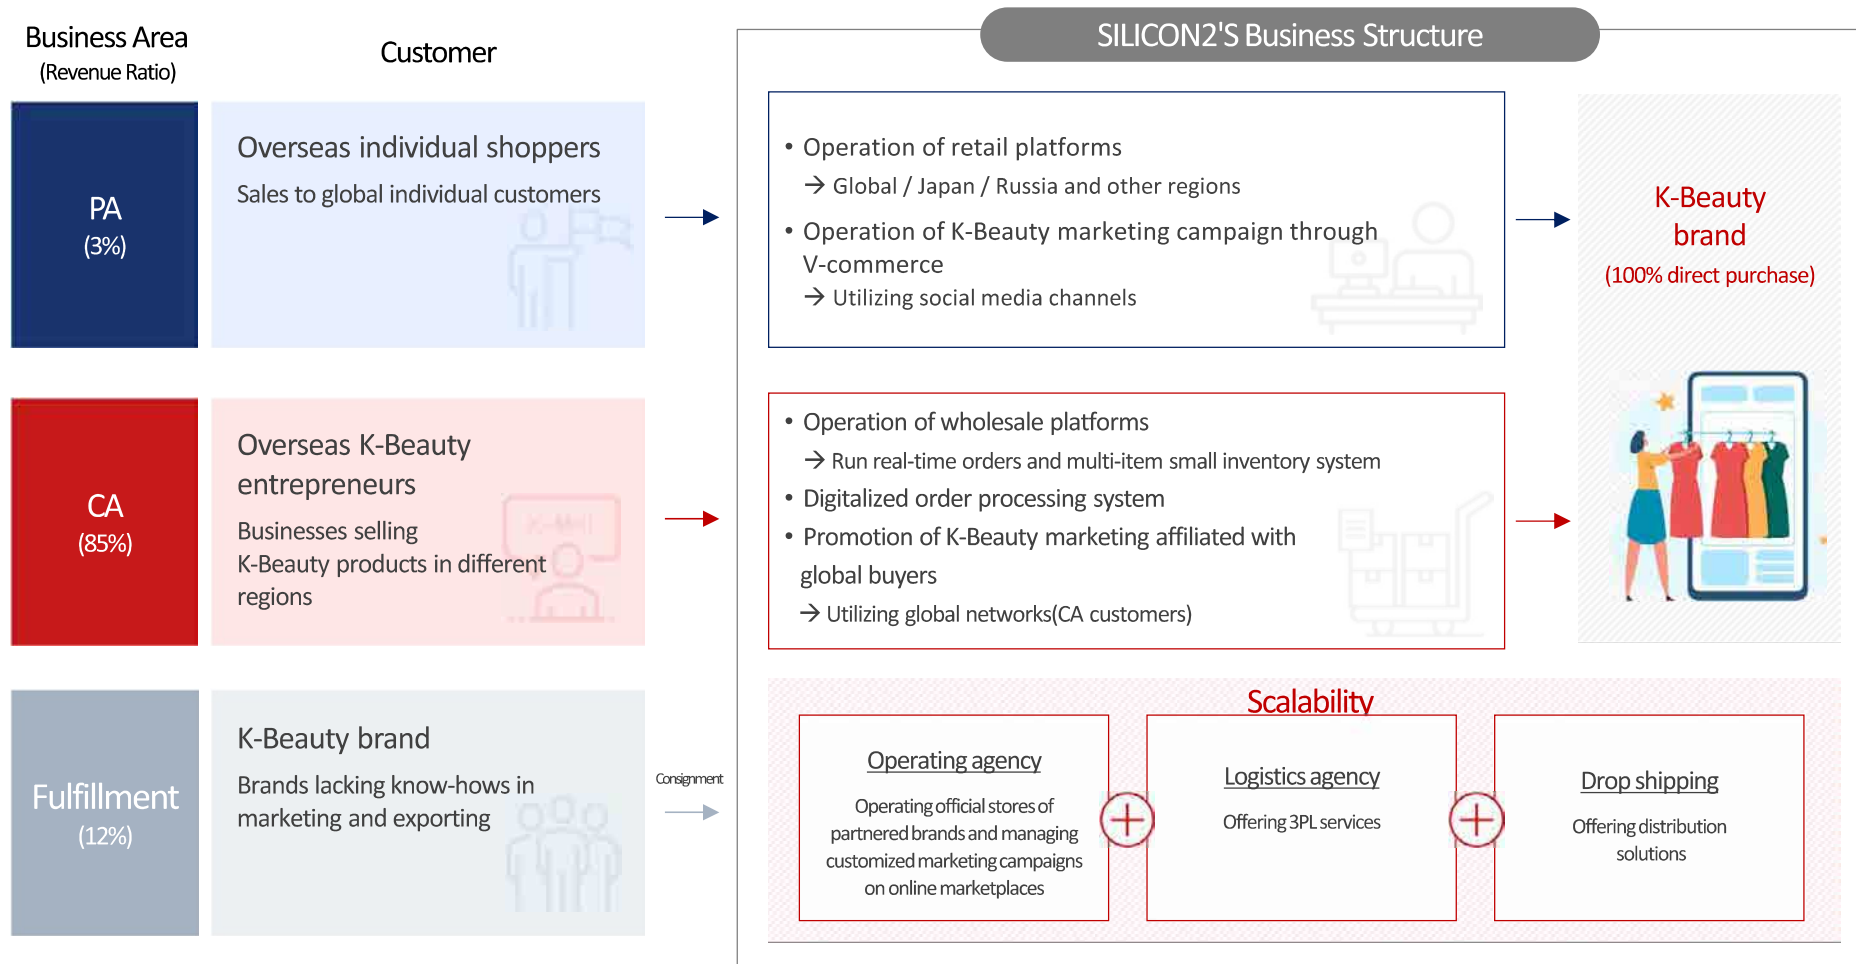 Business Area
(Revenue Ratio)
Customer
SILICON2'S Business Structure
PA
(3%)
Overseas individual shoppers
Sales to global individual customers
• Operation of retail platforms
→ Global / Japan / Russia and other regions
• Operation of K-Beauty marketing campaign through
V-commerce
→ Utilizing social media channels
K-Beauty
brand
(100% direct purchase)
CA
(85%)
Overseas K-Beauty
entrepreneurs
Businesses selling
K-Beauty products in different
regions
• Operation of wholesale platforms
→ Run real-time orders and multi-item small inventory system
• Digitalized order processing system
• Promotion of K-Beauty marketing affiliated with
global buyers
→ Utilizing global networks(CA customers)
Fulfillment
(12%)
K-Beauty brand
Brands lacking know-hows in
marketing and exporting
Consignment
Scalability
Operating agency
Operating official stores of
partnered brands and managing
customized marketing campaigns
on online marketplaces
Logistics agency
Offering 3PL services
Drop shipping
Offering distribution
solutions